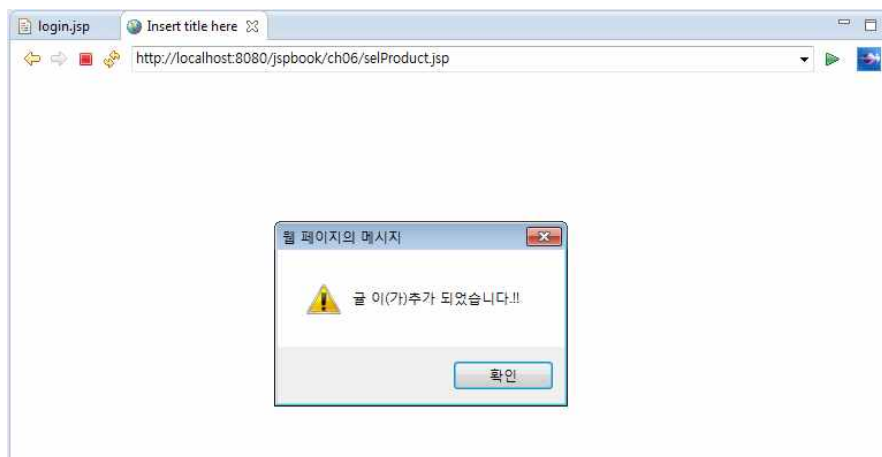 login.jsp
Insert title here
http://localhost:8080/jspbook/ch06/selProduct.jsp
웹 페이지의 메시지
귤 이(가)추가 되었습니다.!!
확인